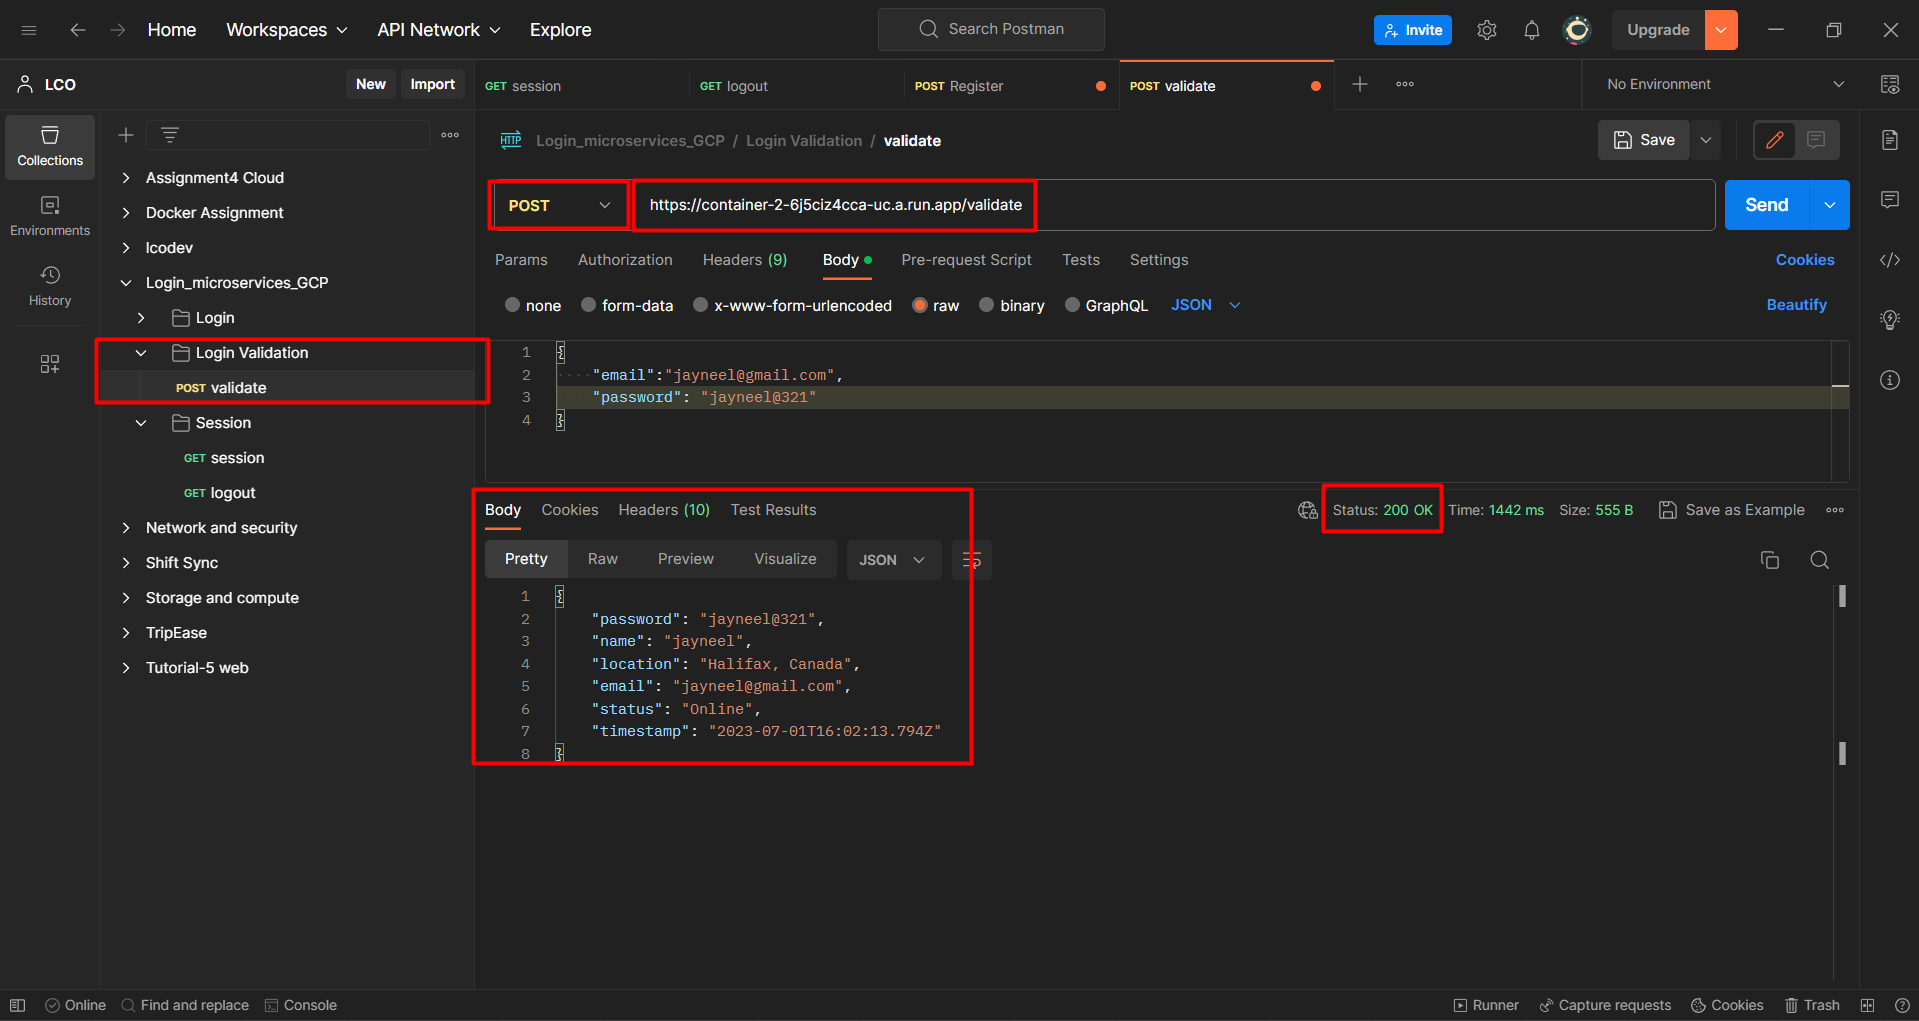 Home Workspaces API Network Explore Search Postman Invite Upgrade
LCO New Import GET session GET logout POST Register POST validate No Environment
Collections
Environments
History
Assignment4 Cloud
Docker Assignment
lcodev
Login_microservices_GCP
Login
Login Validation
POST validate
Session
GET session
GET logout
Network and security
Shift Sync
Storage and compute
TripEase
Tutorial-5 web
HTTP Login_microservices_GCP / Login Validation / validate Save
POST https://container-2-6j5ciz4cca-uc.a.run.app/validate Send
Params Authorization Headers (9) Body Pre-request Script Tests Settings Cookies
none form-data x-www-form-urlencoded raw binary GraphQL JSON Beautify
1 {
2 "email":"jayneel@gmail.com",
3 "password": "jayneel@321"
4 }
Body Cookies Headers (10) Test Results Status: 200 OK Time: 1442 ms Size: 555 B Save as Example
Pretty Raw Preview Visualize JSON
1 {
2 "password": "jayneel@321",
3 "name": "jayneel",
4 "location": "Halifax, Canada",
5 "email": "jayneel@gmail.com",
6 "status": "Online",
7 "timestamp": "2023-07-01T16:02:13.794Z"
8 }
Online Find and replace Console Runner Capture requests Cookies Trash